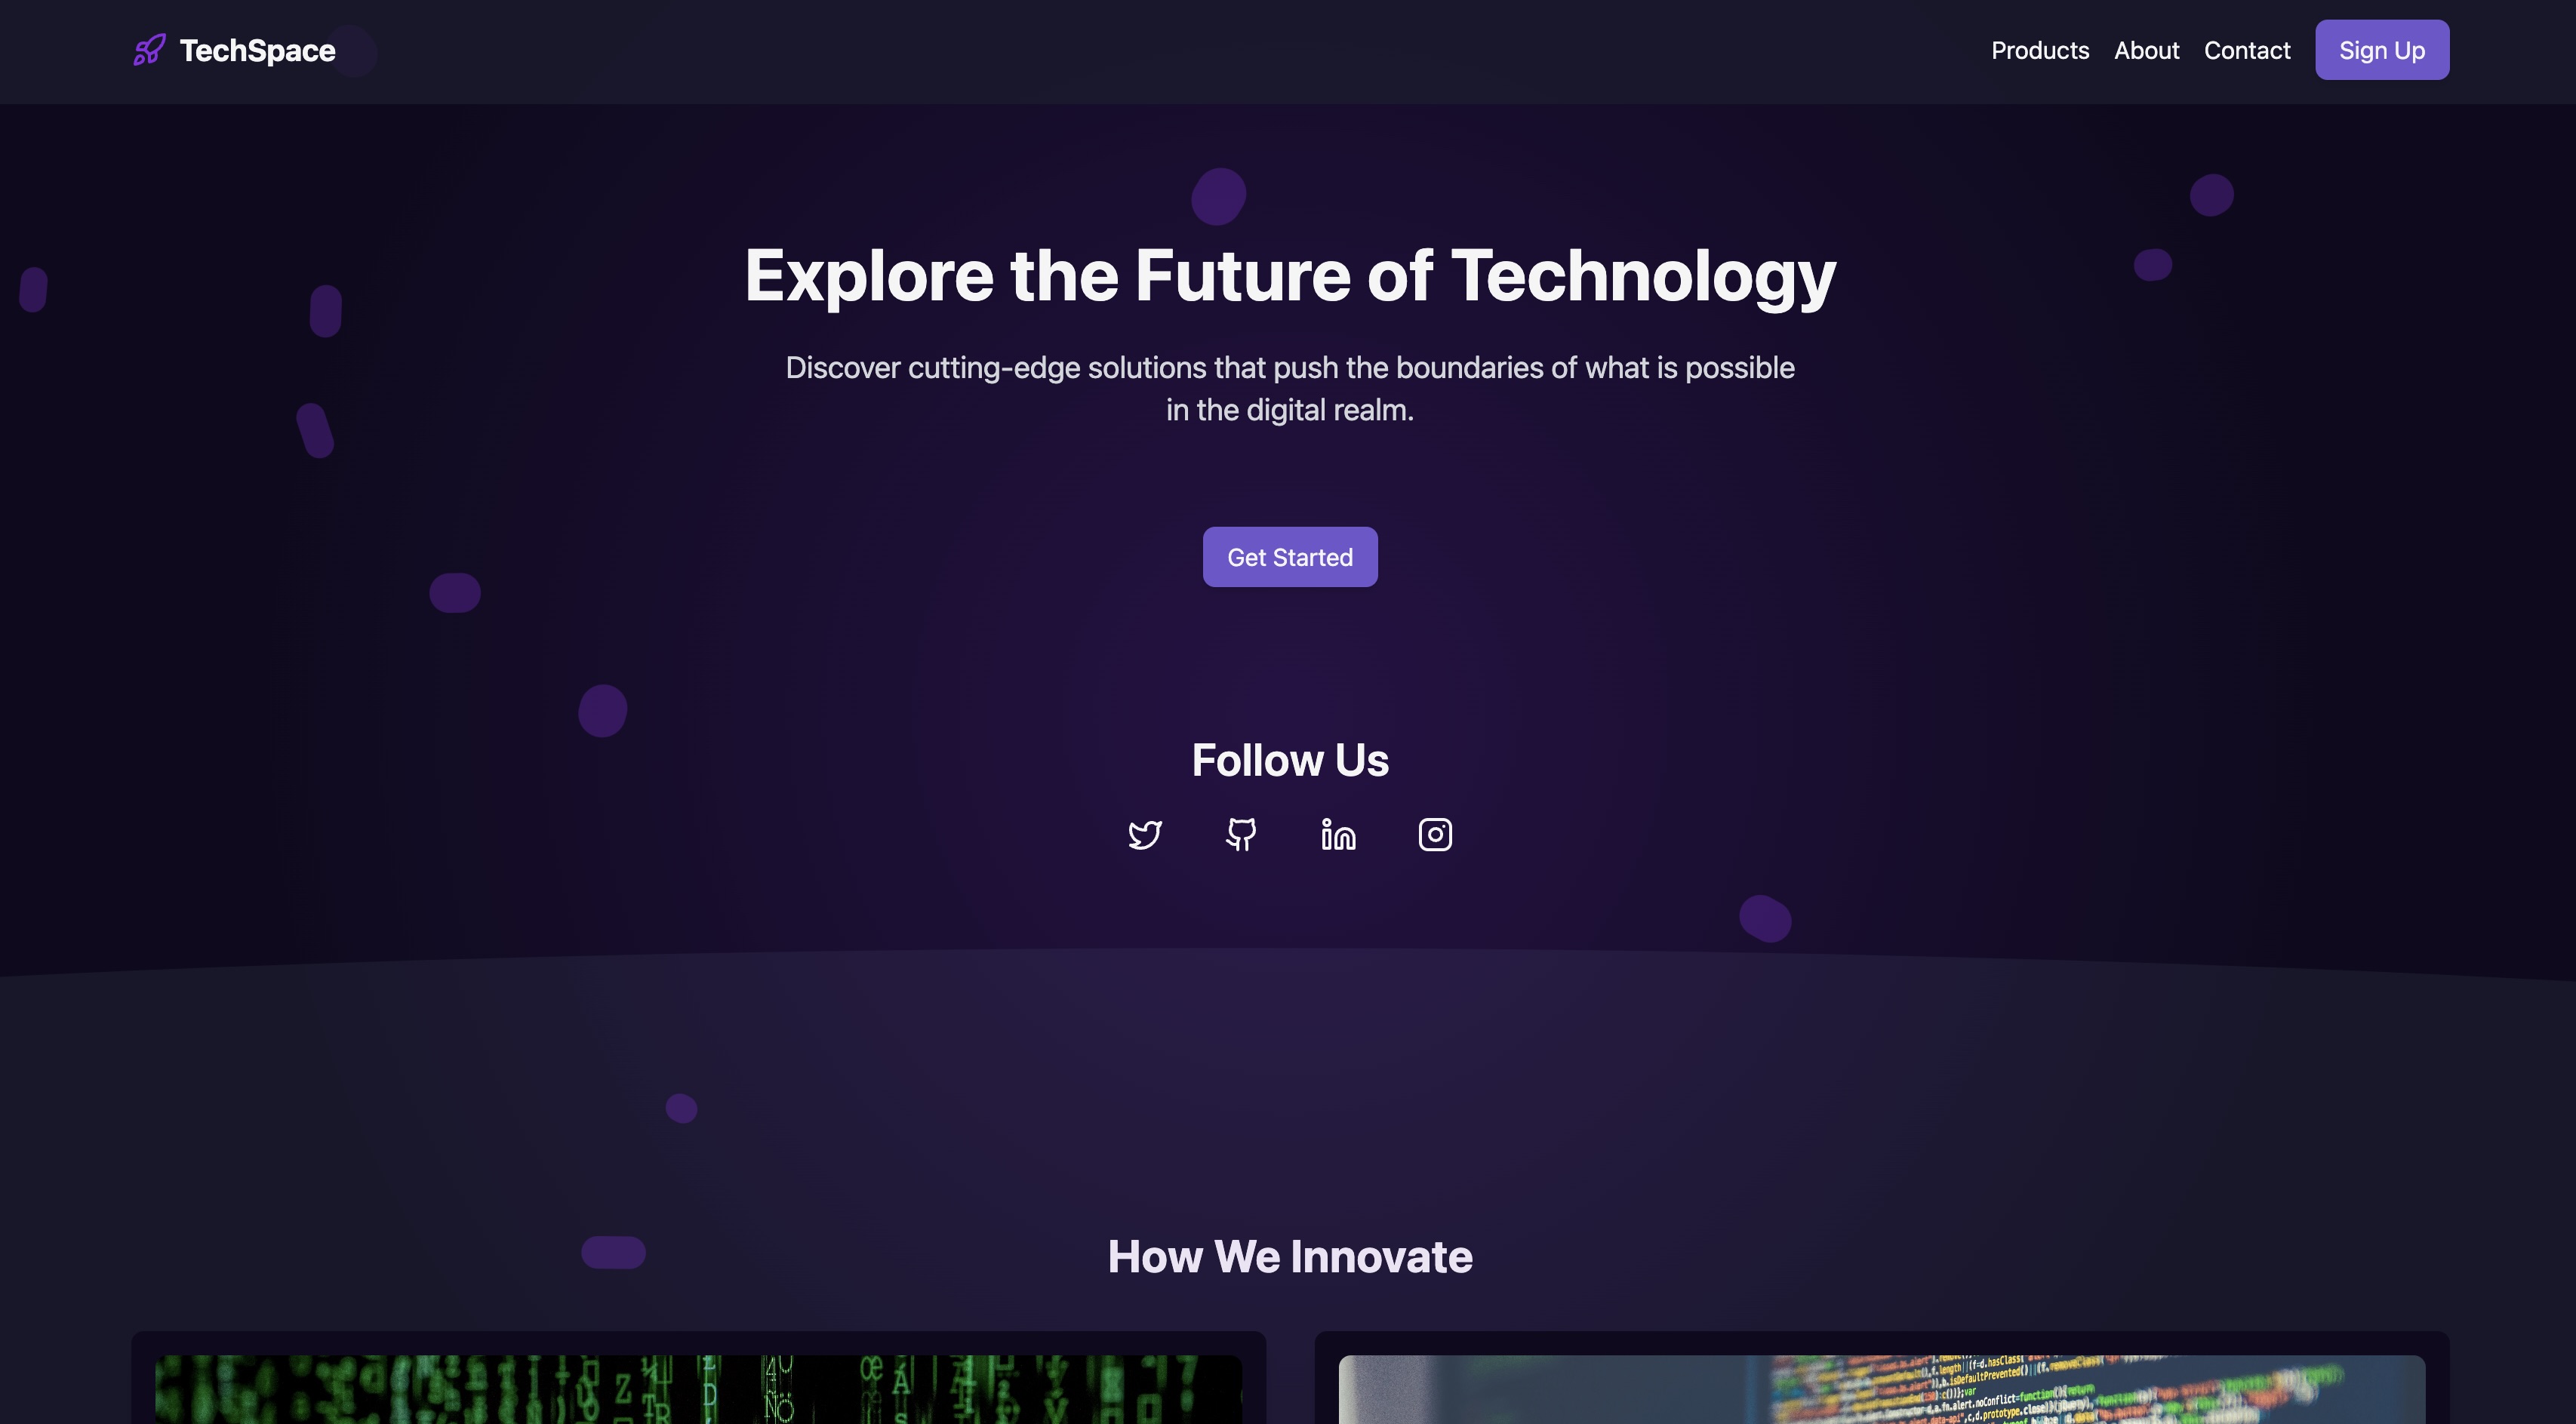 TechSpace
Products
About
Contact
Sign Up
Explore the Future of Technology
Discover cutting-edge solutions that push the boundaries of what is possible
in the digital realm.
Get Started
Follow Us
How We Innovate